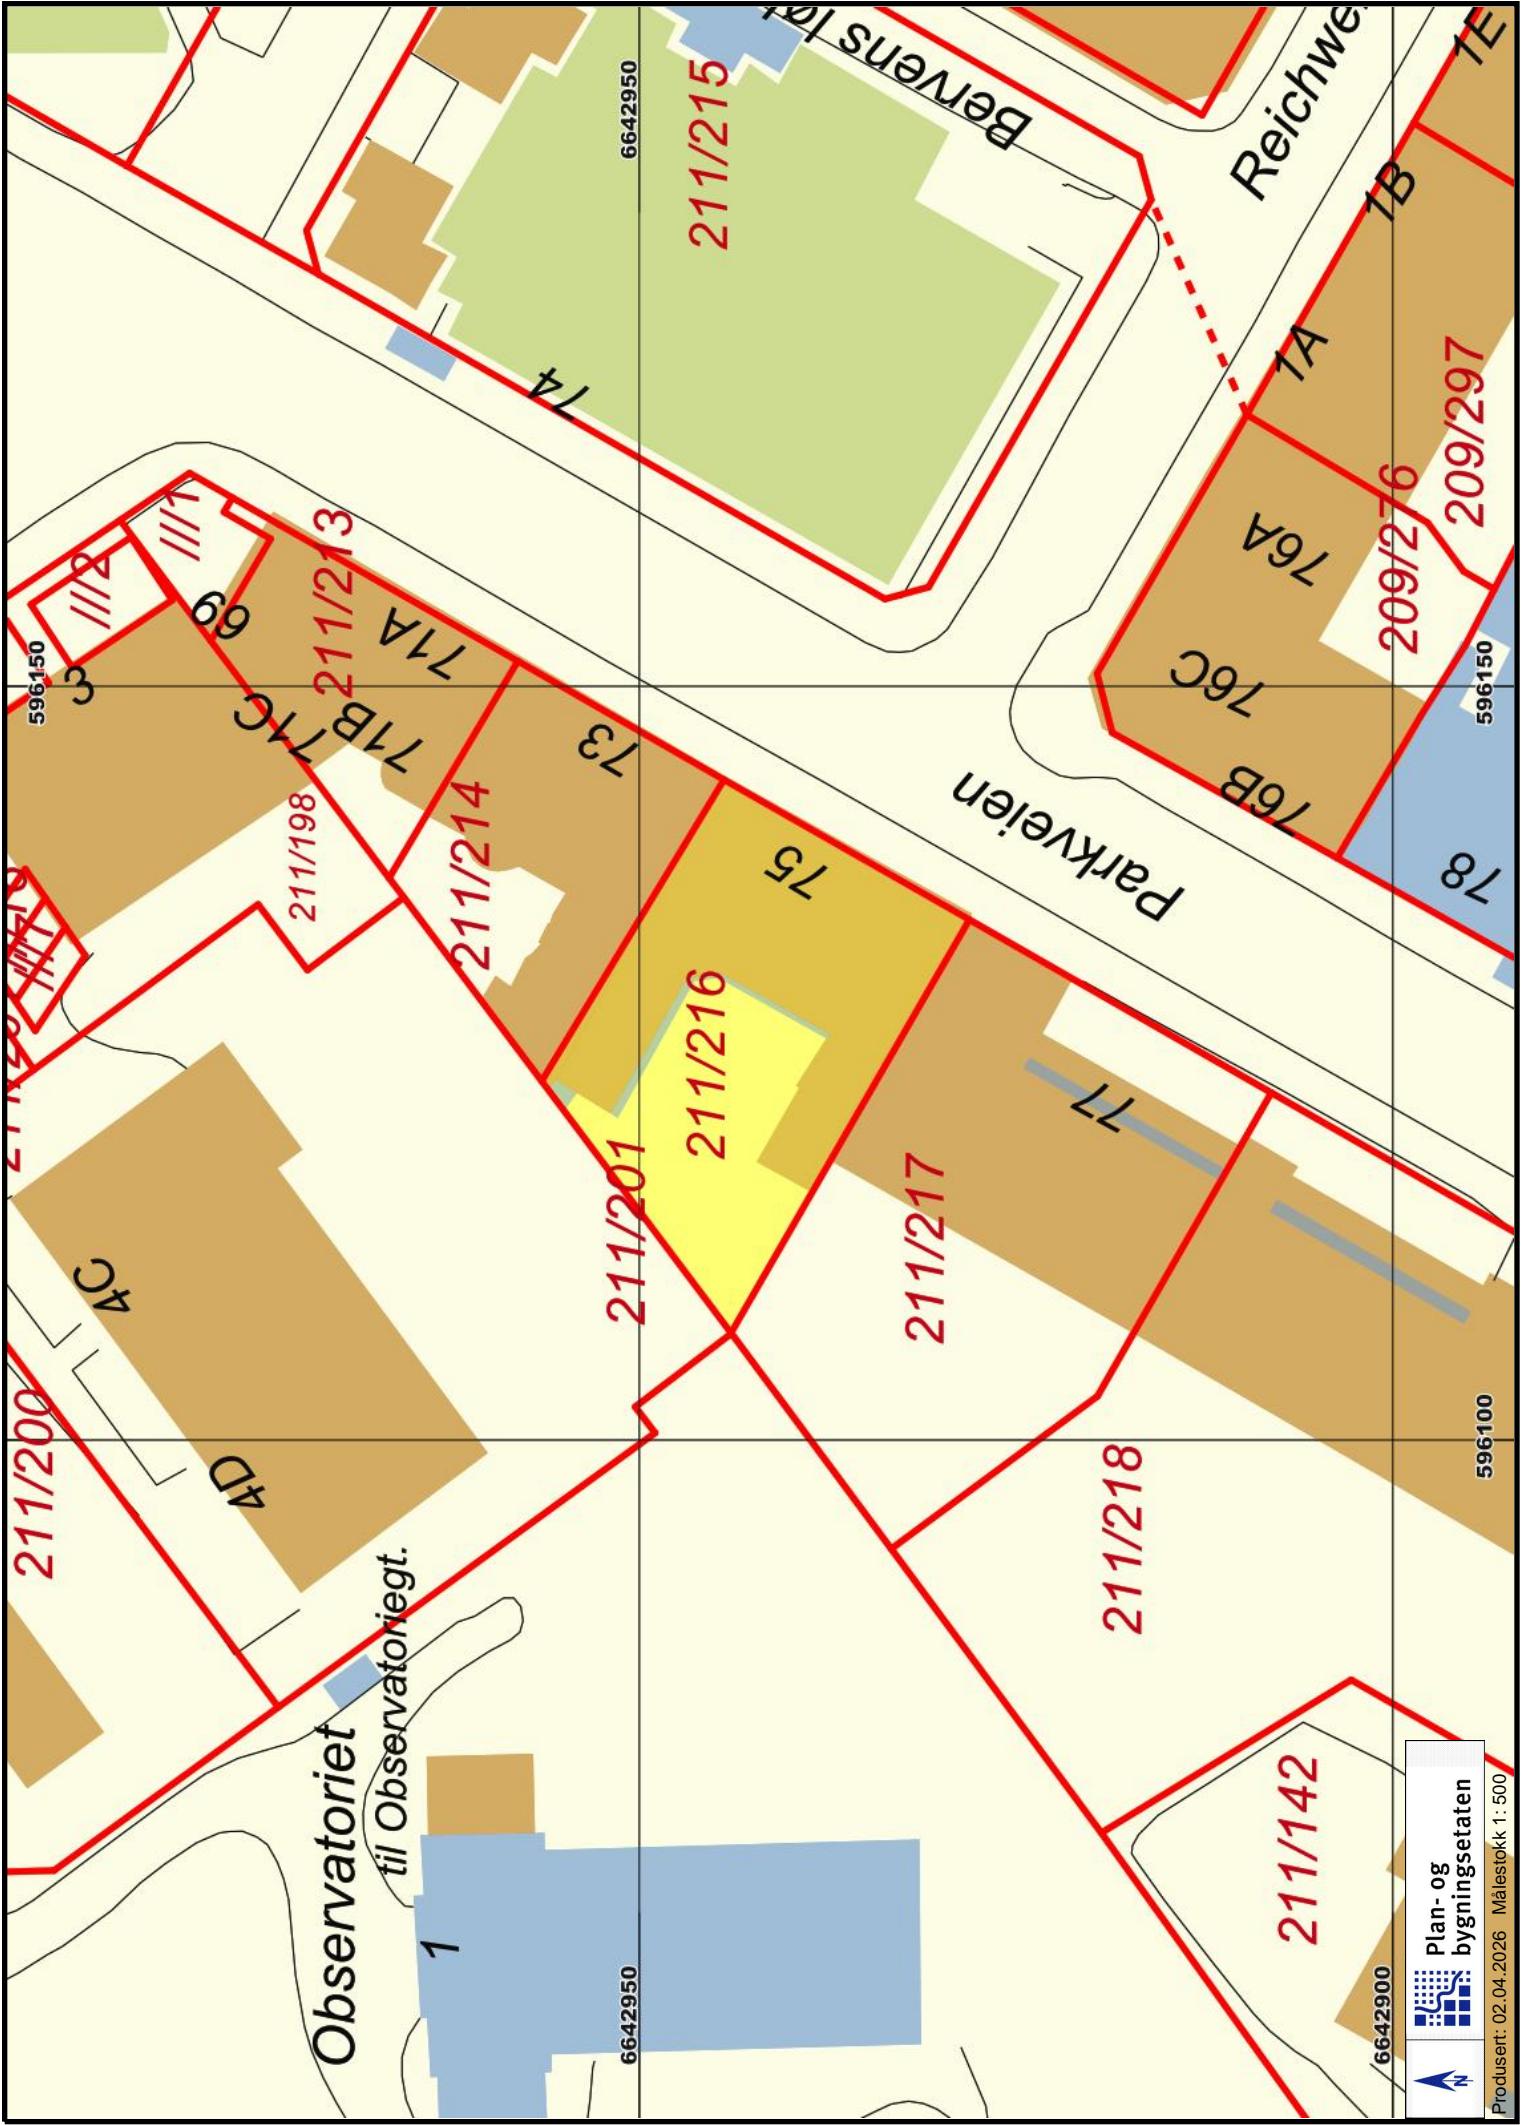 Bervens løk
Reichwe
1E
1B
1A
6642950
211/215
74
209/297
209/276
76A
76C
76B
78
596150
596150
///1
///2
69
3
211/213
71A
71B
71C
73
211/214
211/198
75
Parkveien
211/216
211/201
77
211/217
4C
4D
211/200
211/218
596100
til Observatoriegt.
Observatoriet
1
211/142
6642950
6642900
Plan- og
bygningsetaten
N
Produsert: 02.04.2026 Målestokk 1: 500